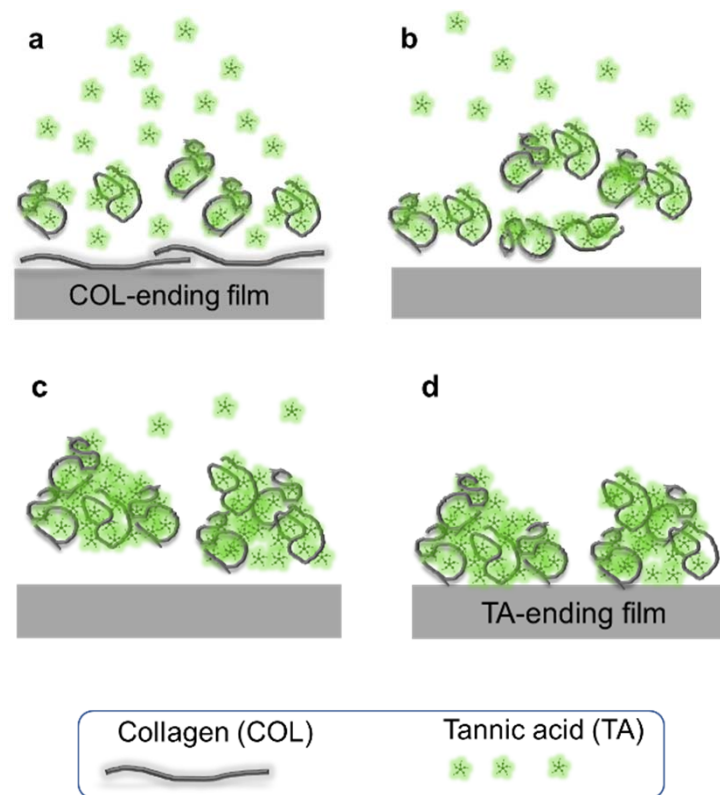 a
b
COL-ending film
c
d
TA-ending film
Collagen (COL)
Tannic acid (TA)